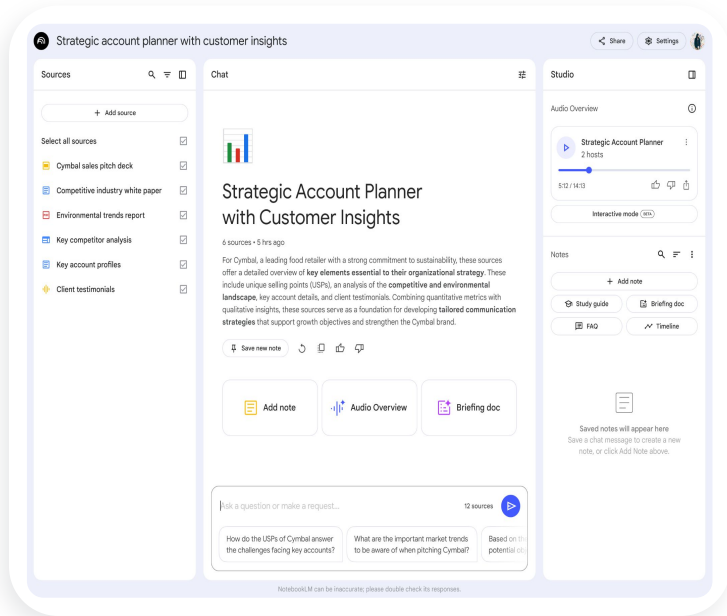 Strategic account planner with customer insights
Share
Settings
Sources
+ Add source
Select all sources
Cymbal sales pitch deck
Competitive industry white paper
Environmental trends report
Key competitor analysis
Key account profiles
Client testimonials
Chat
Strategic Account Planner
with Customer Insights
6 sources • 5 hrs ago
For Cymbal, a leading food retailer with a strong commitment to sustainability, these sources
offer a detailed overview of key elements essential to their organizational strategy. These
include unique selling points (USPs), an analysis of the competitive and environmental
landscape, key account details, and client testimonials. Combining quantitative metrics with
qualitative insights, these sources serve as a foundation for developing tailored communication
strategies that support growth objectives and strengthen the Cymbal brand.
Save new note
Add note
Audio Overview
Briefing doc
Ask a question or make a request...
12 sources
How do the USPs of Cymbal answer
the challenges facing key accounts?
What are the important market trends
to be aware of when pitching Cymbal?
Based on
potential
Studio
Audio Overview
Strategic Account Planner
2 hosts
5:12 / 14:13
Interactive mode BETA
Notes
+ Add note
Study guide
Briefing doc
FAQ
Timeline
Saved notes will appear here
Save a chat message to create a new
note, or click Add Note above.
NotebookLM can be inaccurate; please double check its responses.